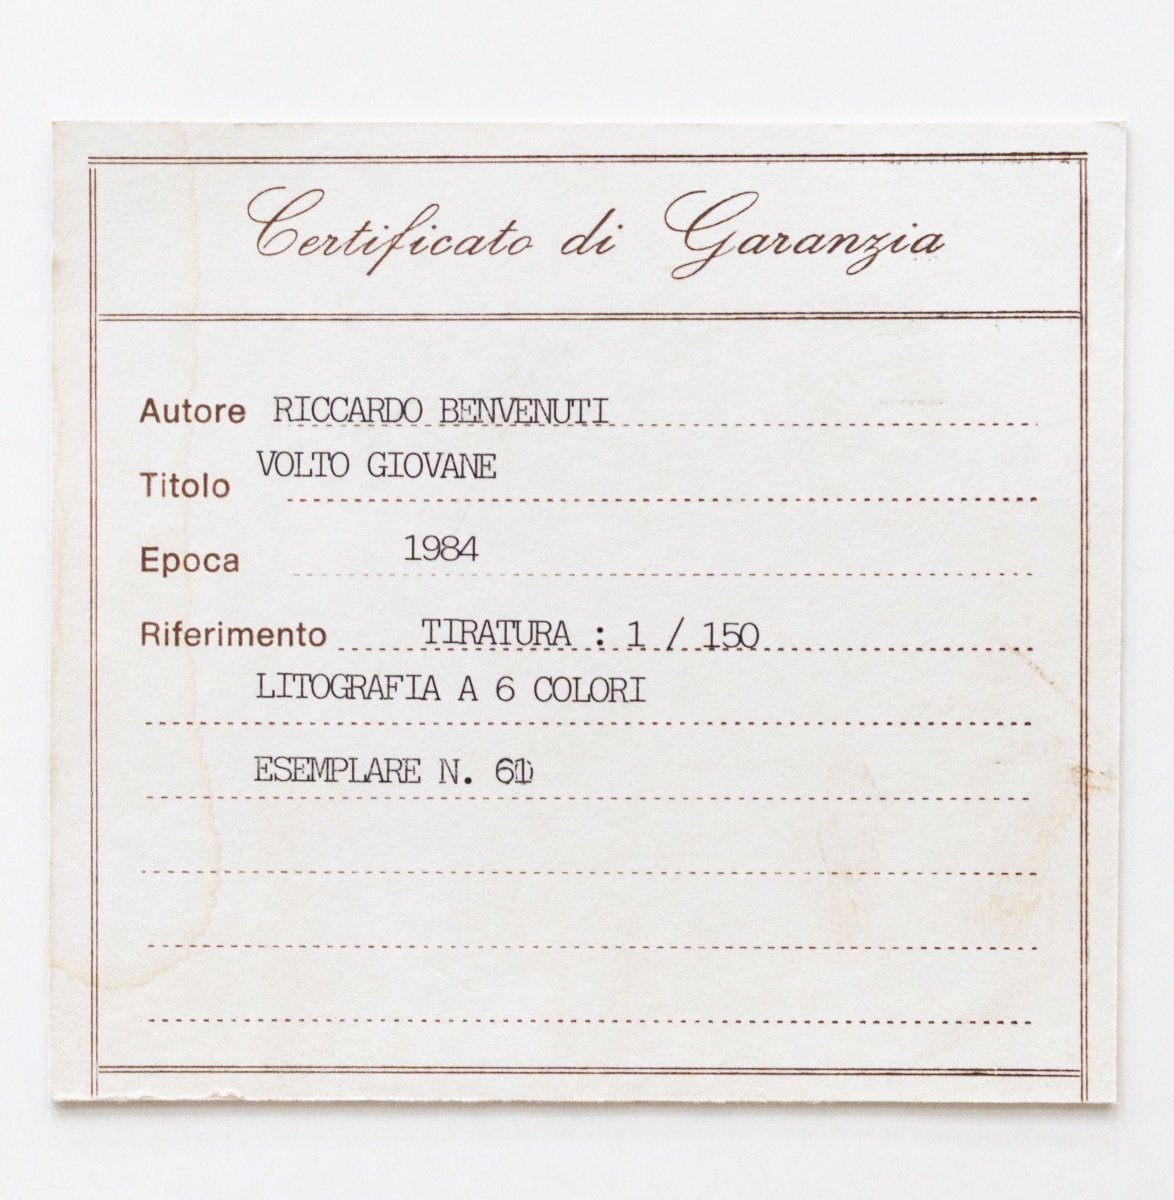 Certificato di Garanzia
Autore RICCARDO BENVENUTI
Titolo VOLTO GIOVANE
Epoca 1984
Riferimento TIRATURA : 1 / 150
LITOGRAFIA A 6 COLORI
ESEMPLARE N. 61